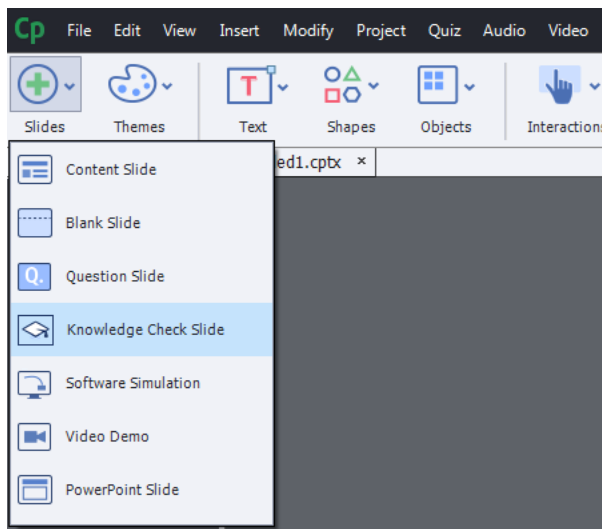 Cp File Edit View Insert Modify Project Quiz Audio Video
T
Slides Themes Text Shapes Objects Interactions
ed1.cptx ×
Content Slide
Blank Slide
Q. Question Slide
Knowledge Check Slide
Software Simulation
Video Demo
PowerPoint Slide